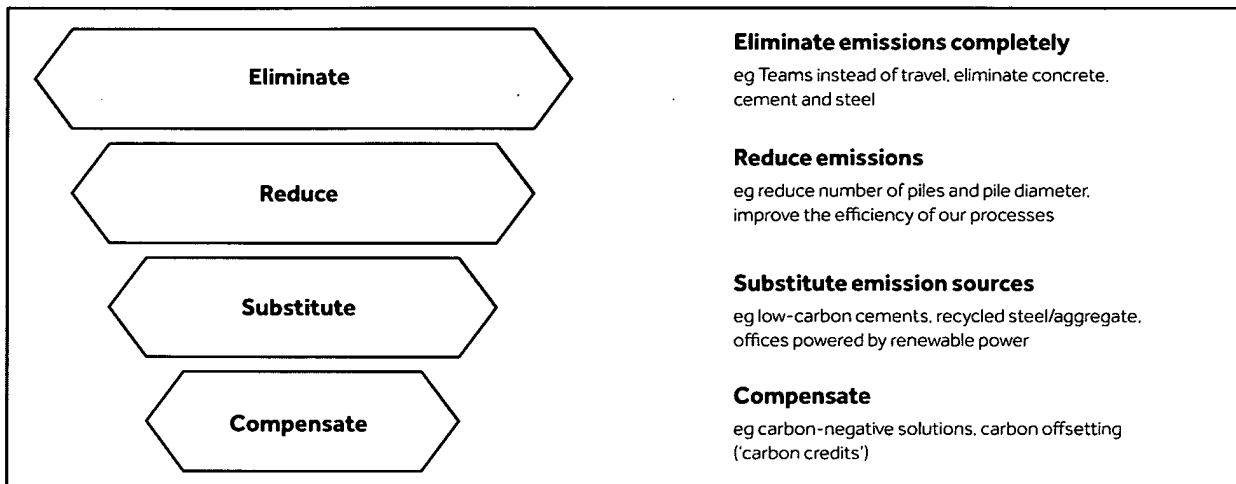 Eliminate
Eliminate emissions completely
eg Teams instead of travel, eliminate concrete,
cement and steel
Reduce
Reduce emissions
eg reduce number of piles and pile diameter,
improve the efficiency of our processes
Substitute
Substitute emission sources
eg low-carbon cements, recycled steel/aggregate,
offices powered by renewable power
Compensate
Compensate
eg carbon-negative solutions, carbon offsetting
('carbon credits')